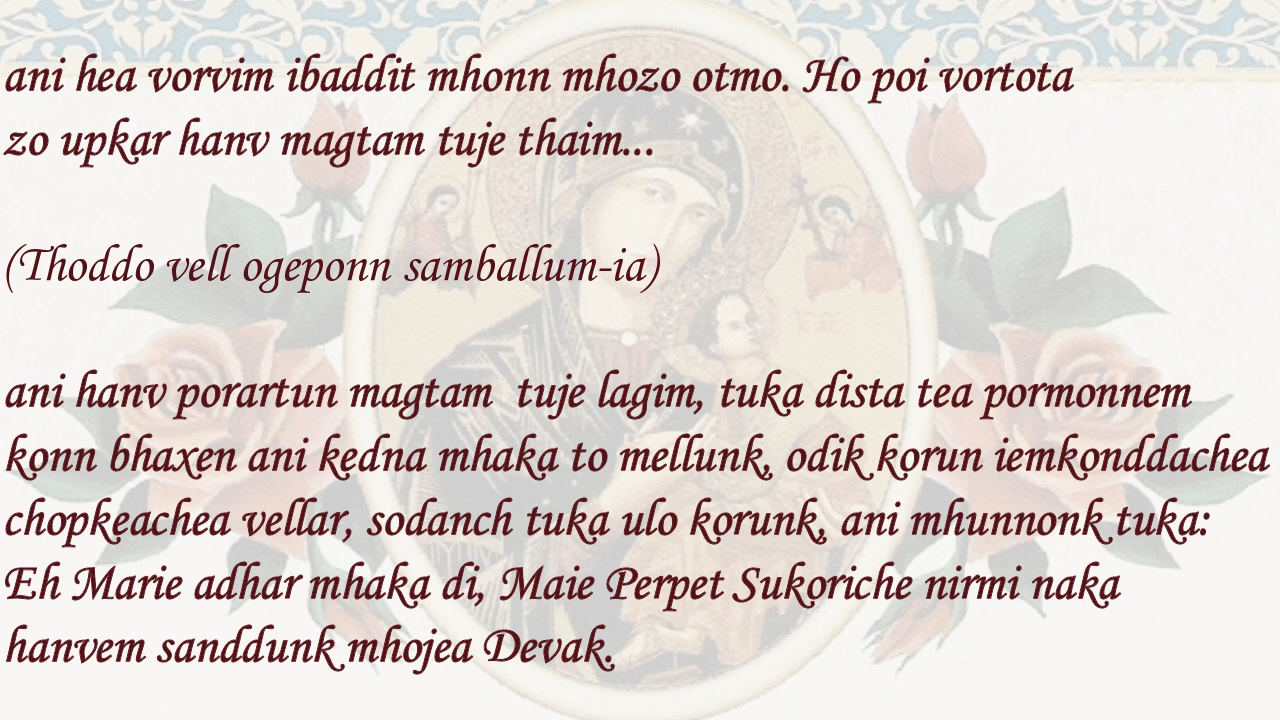 ani hea vorvim ibaddit mhonn mhozo otmo. Ho poi vortota
zo upkar hanv magtam tuje thaim...
(Thoddo vell ogeponn samballum-ia)
ani hanv porartun magtam tuje lagim, tuka dista tea pormonnem
konn bhaxen ani kedna mhaka to mellunk, odik korun iemkonddachea
chopkeachea vellar, sodanch tuka ulo korunk, ani mhunnonk tuka:
Eh Marie adhar mhaka di, Maie Perpet Sukoriche nirmi naka
hanvem sanddunk mhojea Devak.